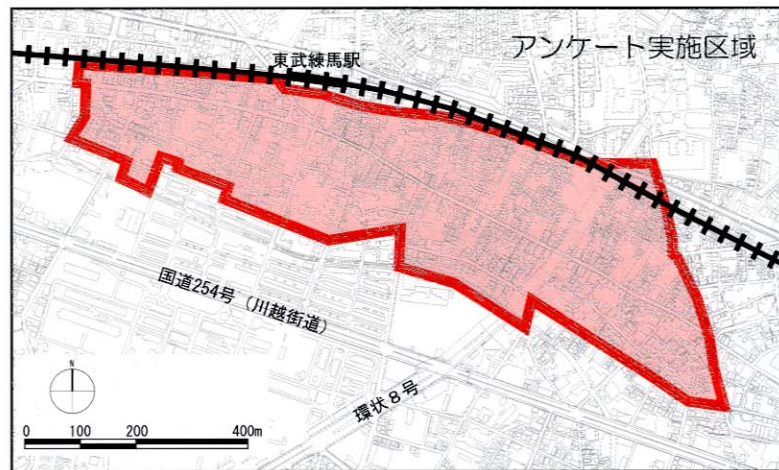 アンケート実施区域
東武練馬駅
国道254号（川越街道）
環状８号
N
0 100 200 400m